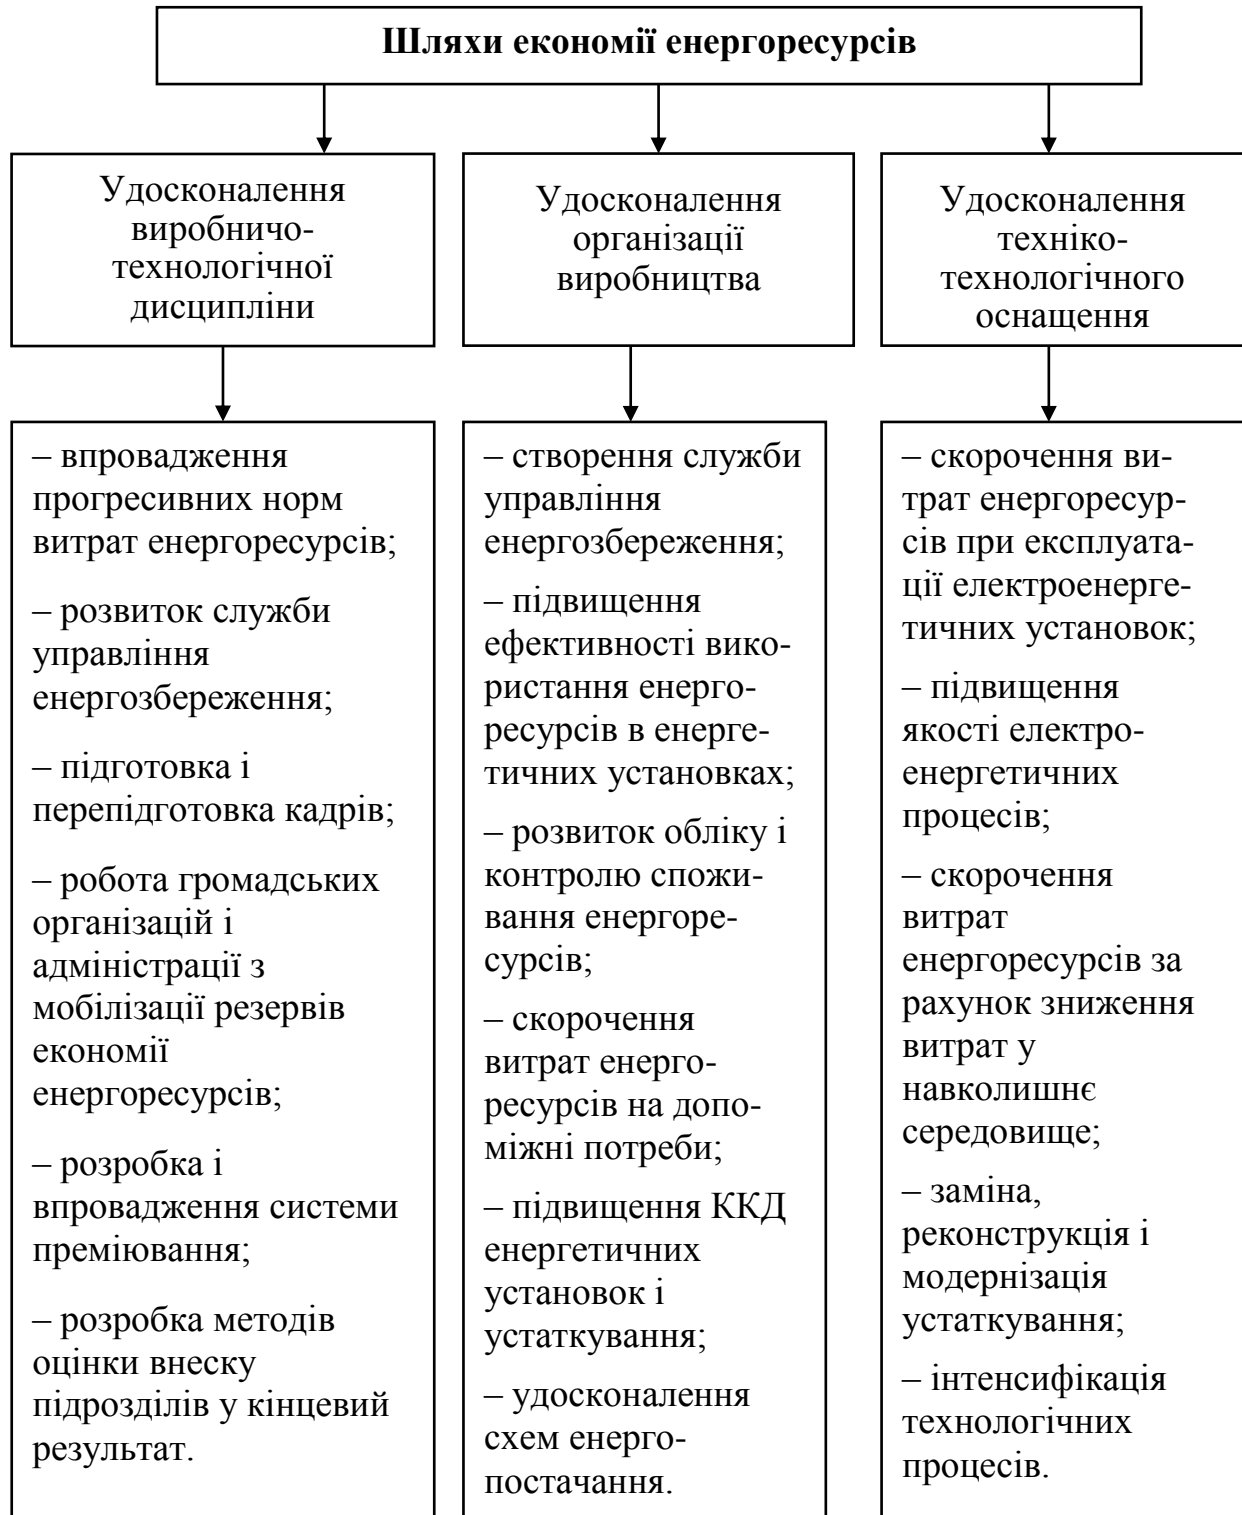 Шляхи економії енергоресурсів
Удосконалення
виробничо-
технологічної
дисципліни
Удосконалення
організації
виробництва
Удосконалення
техніко-
технологічного
оснащення
– впровадження
прогресивних норм
витрат енергоресурсів;
– розвиток служби
управління
енергозбереження;
– підготовка і
перепідготовка кадрів;
– робота громадських
організацій і
адміністрації з
мобілізації резервів
економії
енергоресурсів;
– розробка і
впровадження системи
преміювання;
– розробка методів
оцінки внеску
підрозділів у кінцевий
результат.
– створення служби
управління
енергозбереження;
– підвищення
ефективності вико-
ристання енерго-
ресурсів в енерге-
тичних установках;
– розвиток обліку і
контролю спожи-
вання енергоре-
сурсів;
– скорочення
витрат енерго-
ресурсів на допо-
міжні потреби;
– підвищення ККД
енергетичних
установок і
устаткування;
– удосконалення
схем енерго-
постачання.
– скорочення ви-
трат енергоресур-
сів при експлуата-
ції електроенерге-
тичних установок;
– підвищення
якості електро-
енергетичних
процесів;
– скорочення
витрат
енергоресурсів за
рахунок зниження
витрат у
навколишнє
середовище;
– заміна,
реконструкція і
модернізація
устаткування;
– інтенсифікація
технологічних
процесів.